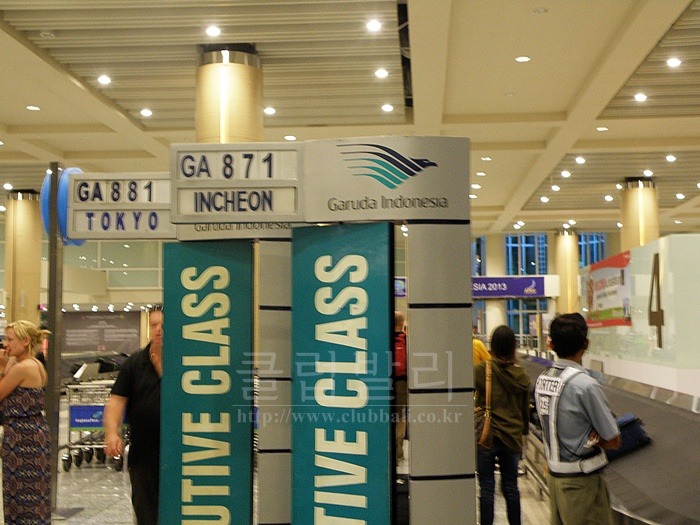 GA 881
TOKYO
GA 871
INCHEON
Garuda Indonesia
Garuda Indonesia
UTIVE CLASS
TIVE CLASS
SIA 2013
4
PORTER
클럽발리
http://www.clubbali.co.kr